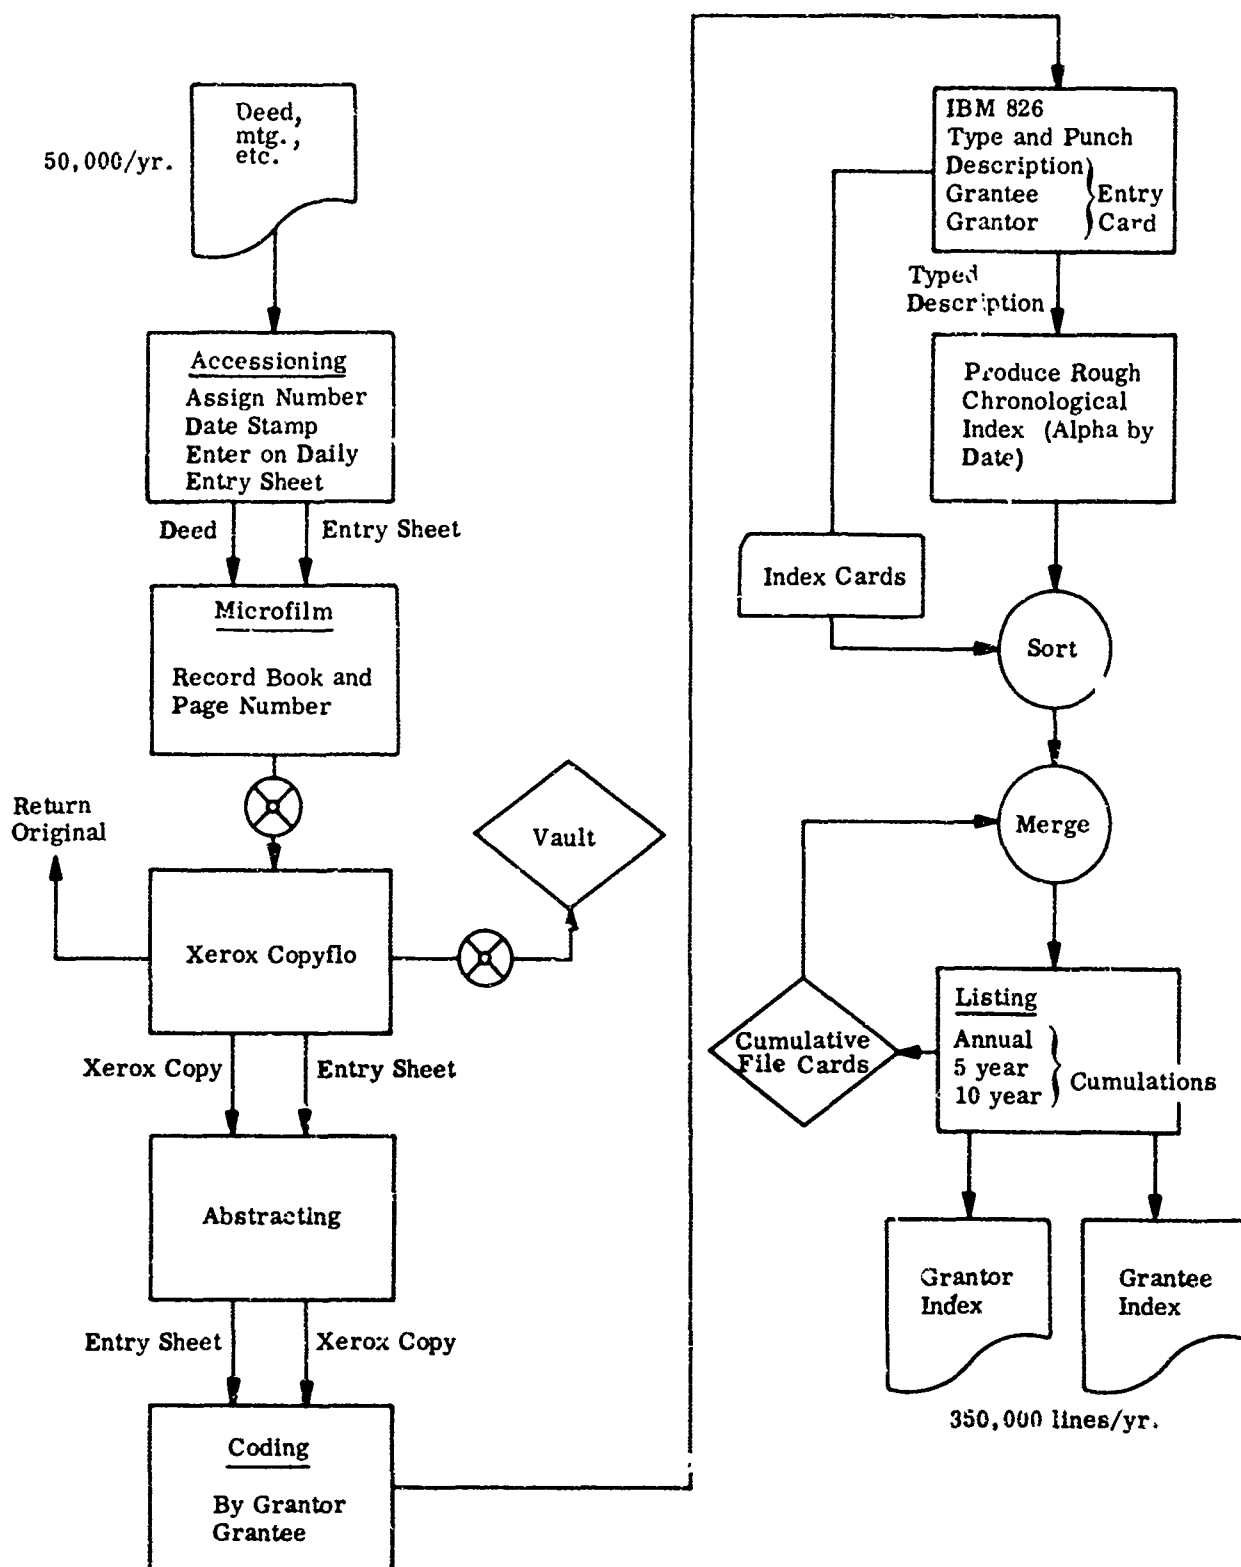 Deed,
mtg.,
etc.
50,000/yr.
Accessioning
Assign Number
Date Stamp
Enter on Daily
Entry Sheet
Deed
Entry Sheet
Microfilm
Record Book and
Page Number
Return
Original
Vault
Xerox Copyflo
Xerox Copy
Entry Sheet
Abstracting
Entry Sheet
Xerox Copy
Coding
By Grantor
Grantee
IBM 826
Type and Punch
Description
Grantee
Grantor
Entry
Card
Typed
Description
Produce Rough
Chronological
Index (Alpha by
Date)
Index Cards
Sort
Merge
Listing
Annual
5 year
10 year
Cumulations
Cumulative
File Cards
Grantor
Index
Grantee
Index
350,000 lines/yr.